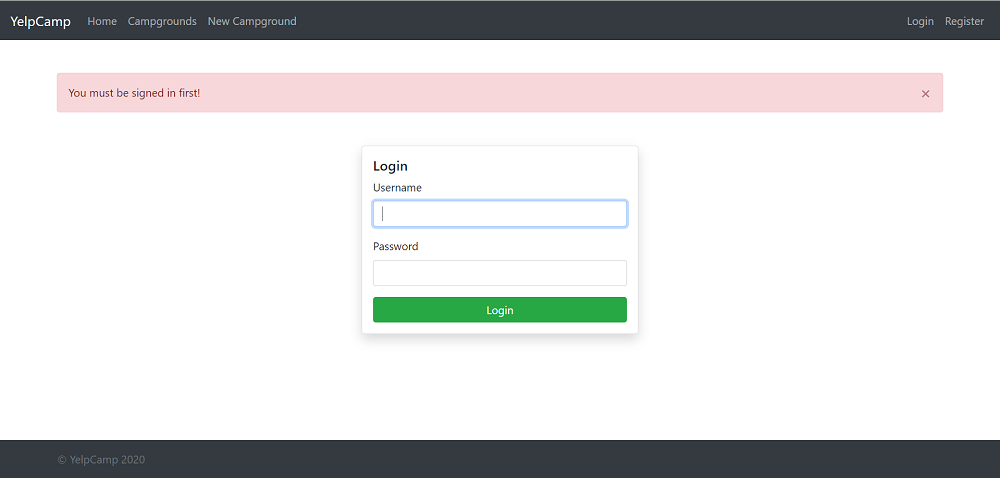 YelpCamp Home Campgrounds New Campground Login Register
You must be signed in first! ×
Login
Username
Password
Login
© YelpCamp 2020